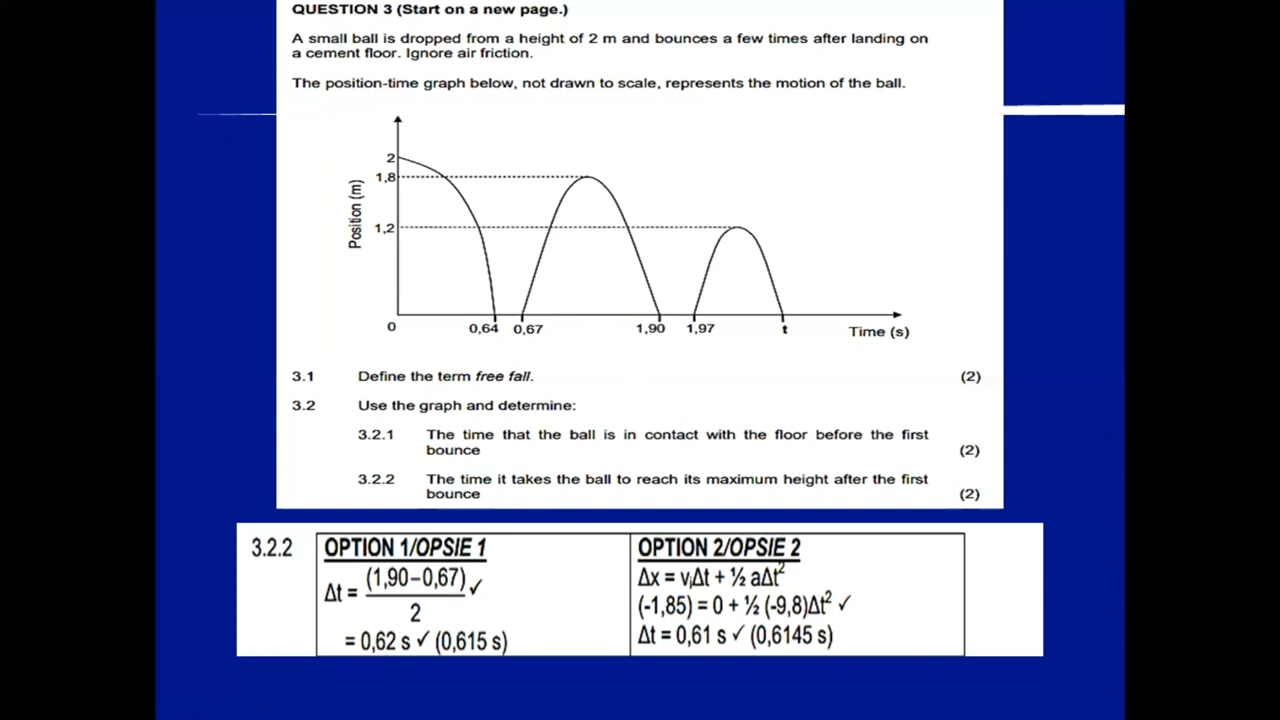 QUESTION 3 (Start on a new page.)
A small ball is dropped from a height of 2 m and bounces a few times after landing on
a cement floor. Ignore air friction.
The position-time graph below, not drawn to scale, represents the motion of the ball.
Position (m)
2
1,8
1,2
0
0,64
0,67
1,90
1,97
t
Time (s)
3.1 Define the term free fall. (2)
3.2 Use the graph and determine:
3.2.1 The time that the ball is in contact with the floor before the first
bounce (2)
3.2.2 The time it takes the ball to reach its maximum height after the first
bounce (2)
3.2.2
OPTION 1/OPSIE 1
Δt = (1,90−0,67)✓
2
= 0,62 s ✓ (0,615 s)
OPTION 2/OPSIE 2
Δx = viΔt + ½ aΔt²
(-1,85) = 0 + ½ (-9,8)Δt² ✓
Δt = 0,61 s ✓ (0,6145 s)